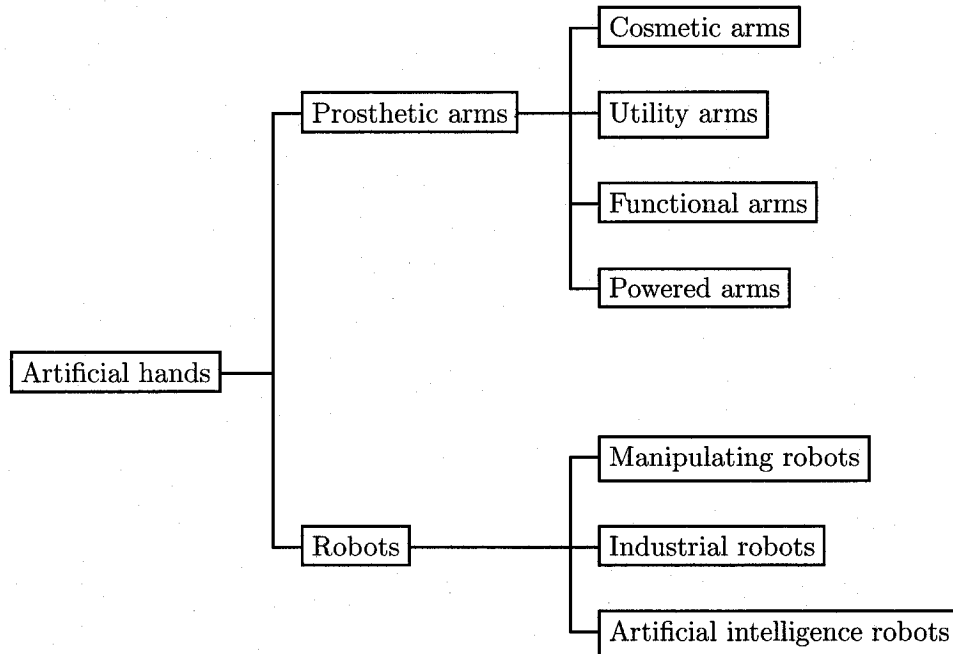 Cosmetic arms
Prosthetic arms
Utility arms
Functional arms
Powered arms
Artificial hands
Manipulating robots
Robots
Industrial robots
Artificial intelligence robots